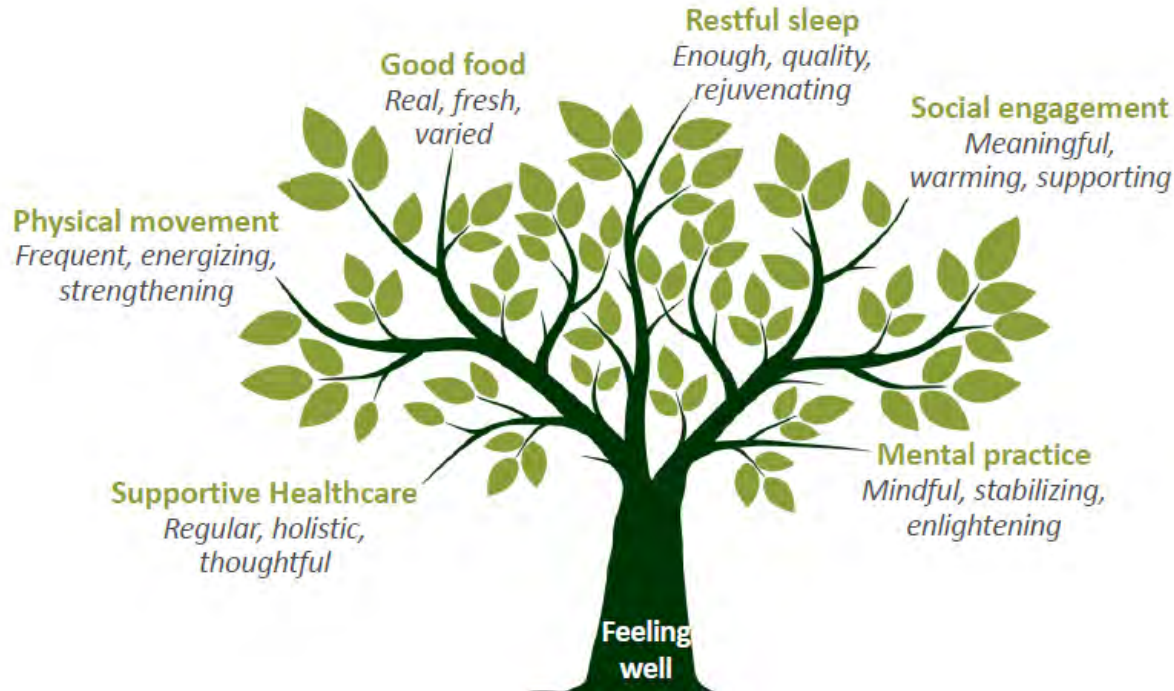 Restful sleep
Enough, quality,
rejuvenating
Good food
Real, fresh,
varied
Social engagement
Meaningful,
warming, supporting
Physical movement
Frequent, energizing,
strengthening
Mental practice
Mindful, stabilizing,
enlightening
Supportive Healthcare
Regular, holistic,
thoughtful
Feeling
well